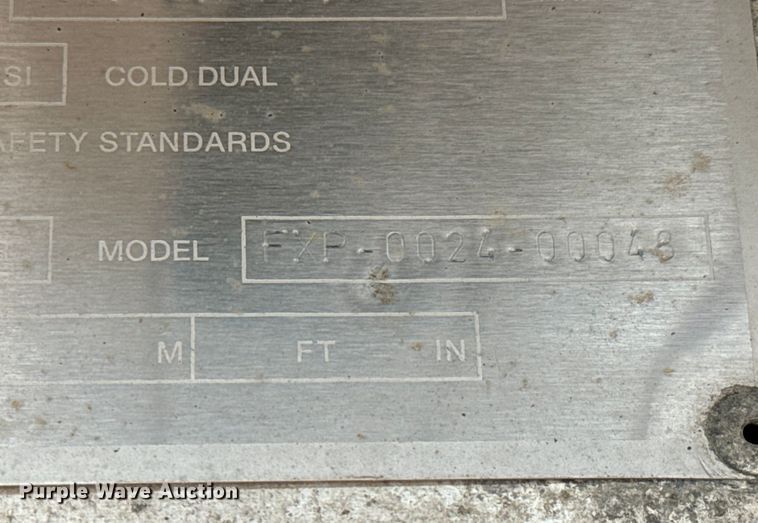 SI COLD DUAL
AFETY STANDARDS
MODEL FXP-0024-00048
M FT IN
Purple Wave Auction